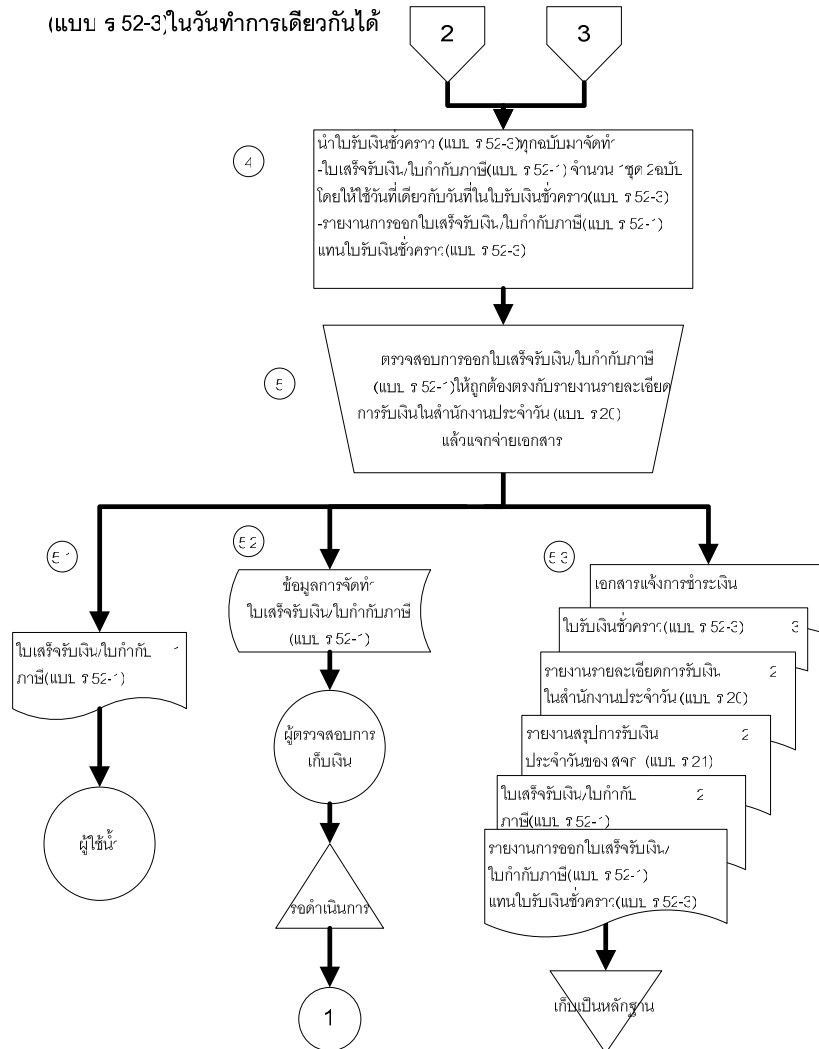 (แบบ ร 52-3)ในวันทำการเดียวกันได้
2
3
4
นำใบรับเงินชั่วคราว (แบบ ร 52-3)ทุกฉบับมาจัดทำ
-ใบเสร็จรับเงิน/ใบกำกับภาษี(แบบ ร 52-1) จำนวน 1ชุด 2ฉบับ
โดยให้ใช้วันที่เดียวกับวันที่ในใบรับเงินชั่วคราว(แบบ ร 52-3)
-รายงานการออกใบเสร็จรับเงิน/ใบกำกับภาษี(แบบ ร 52-1)
แทนใบรับเงินชั่วคราว(แบบ ร 52-3)
5
ตรวจสอบการออกใบเสร็จรับเงิน/ใบกำกับภาษี
(แบบ ร 52-1)ให้ถูกต้องตรงกับรายงานรายละเอียด
การรับเงินในสำนักงานประจำวัน (แบบ ร 20)
แล้วแจกจ่ายเอกสาร
5.1
5.2
5.3
ใบเสร็จรับเงิน/ใบกำกับ 1
ภาษี(แบบ ร 52-1)
ผู้ใช้น้ำ
ข้อมูลการจัดทำ
ใบเสร็จรับเงิน/ใบกำกับภาษี
(แบบ ร 52-1)
ผู้ตรวจสอบการ
เก็บเงิน
รอดำเนินการ
1
เอกสารแจ้งการชำระเงิน
ใบรับเงินชั่วคราว(แบบ ร 52-3) 3
รายงานรายละเอียดการรับเงิน 2
ในสำนักงานประจำวัน (แบบ ร 20)
รายงานสรุปการรับเงิน 2
ประจำวันของ สจก. (แบบ ร 21)
ใบเสร็จรับเงิน/ใบกำกับ 2
ภาษี(แบบ ร 52-1)
รายงานการออกใบเสร็จรับเงิน/
ใบกำกับภาษี(แบบ ร 52-1)
แทนใบรับเงินชั่วคราว(แบบ ร 52-3)
เก็บเป็นหลักฐาน